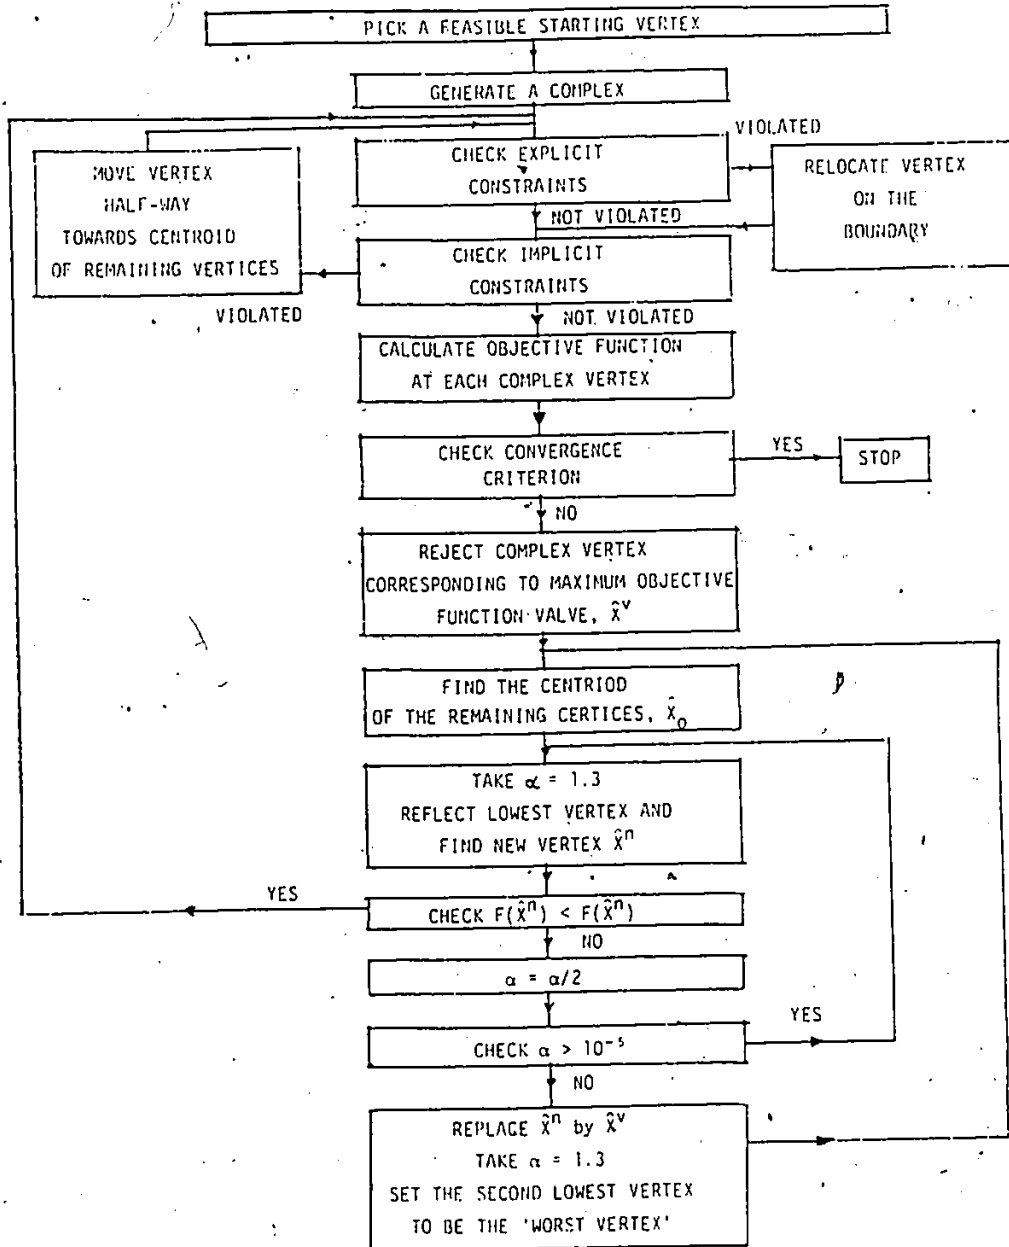 PICK A FEASIBLE STARTING VERTEX
GENERATE A COMPLEX
CHECK EXPLICIT
CONSTRAINTS
VIOLATED
RELOCATE VERTEX
ON THE
BOUNDARY
MOVE VERTEX
HALF-WAY
TOWARDS CENTROID
OF REMAINING VERTICES
NOT VIOLATED
CHECK IMPLICIT
CONSTRAINTS
VIOLATED
NOT VIOLATED
CALCULATE OBJECTIVE FUNCTION
AT EACH COMPLEX VERTEX
CHECK CONVERGENCE
CRITERION
YES
STOP
NO
REJECT COMPLEX VERTEX
CORRESPONDING TO MAXIMUM OBJECTIVE
FUNCTION VALVE, X̂ᵛ
FIND THE CENTRIOD
OF THE REMAINING CERTICES, X̂₀
TAKE α = 1.3
REFLECT LOWEST VERTEX AND
FIND NEW VERTEX X̂ⁿ
YES
CHECK F(X̂ⁿ) < F(X̂ⁿ)
NO
α = α/2
YES
CHECK α > 10⁻⁵
NO
REPLAGE X̂ⁿ by X̂ᵛ
TAKE α = 1.3
SET THE SECOND LOWEST VERTEX
TO BE THE 'WORST VERTEX'